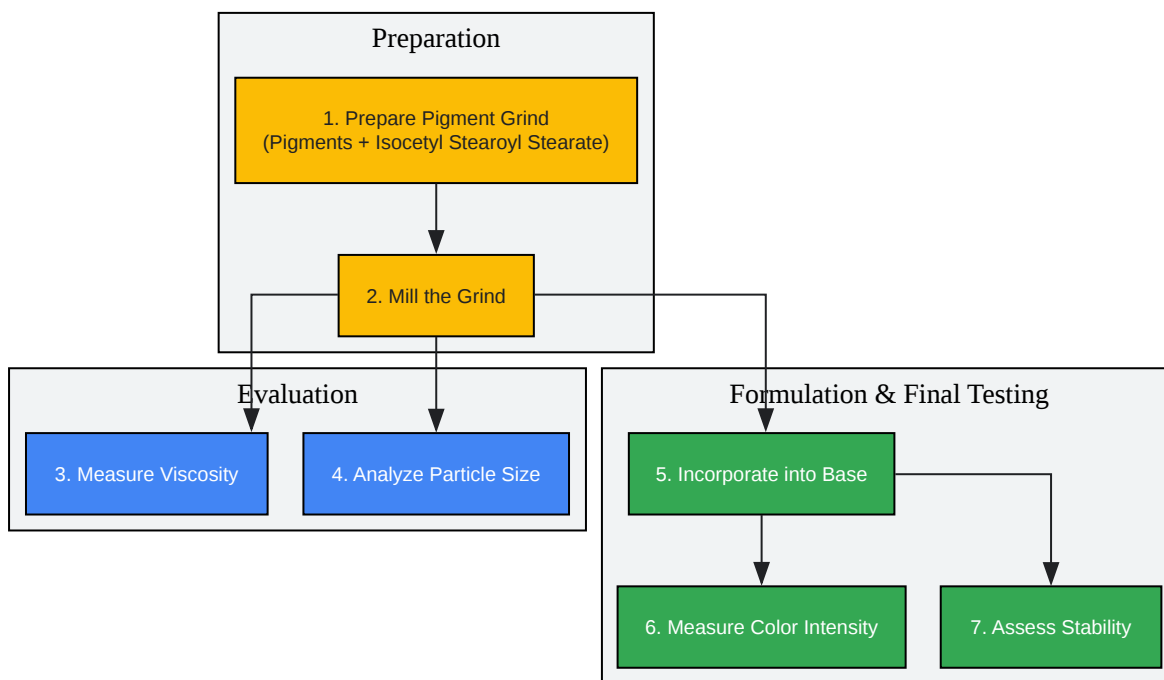 Preparation
1. Prepare Pigment Grind
(Pigments + Isocetyl Stearoyl Stearate)
2. Mill the Grind
Evaluation
3. Measure Viscosity
4. Analyze Particle Size
Formulation & Final Testing
5. Incorporate into Base
6. Measure Color Intensity
7. Assess Stability